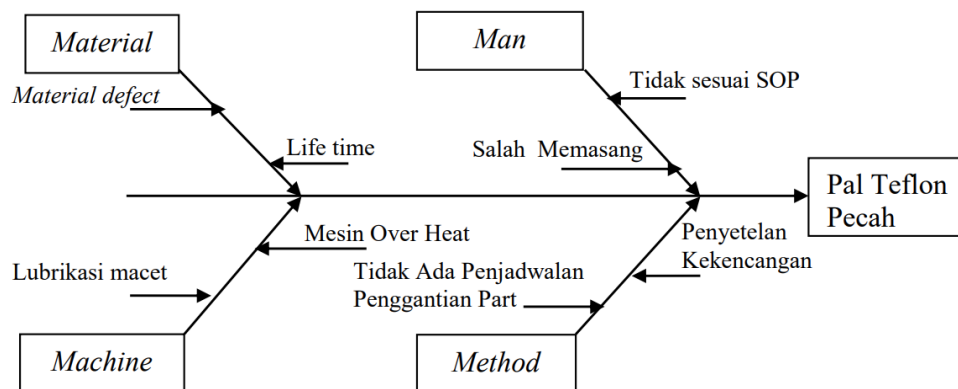 Material
Man
Material defect
Tidak sesuai SOP
Life time
Salah Memasang
Pal Teflon
Pecah
Mesin Over Heat
Penyetelan
Kekencangan
Lubrikasi macet
Tidak Ada Penjadwalan
Penggantian Part
Machine
Method